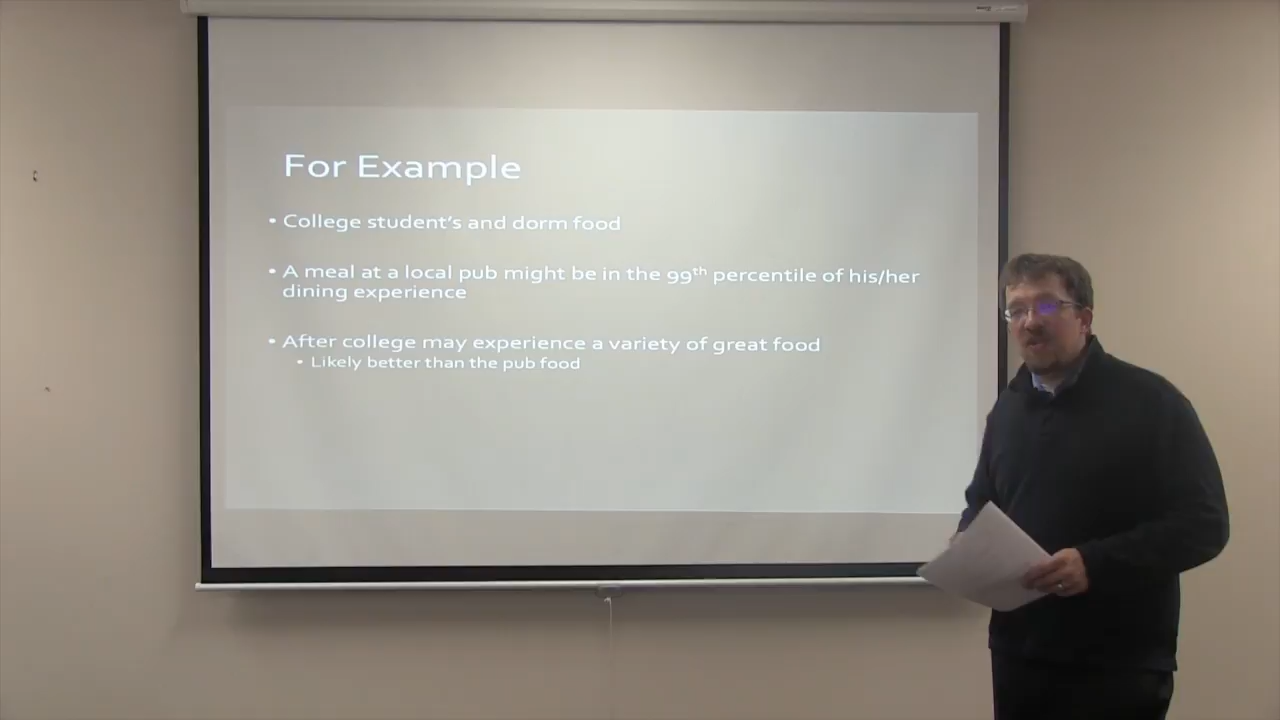 For Example
• College student's and dorm food
• A meal at a local pub might be in the 99th percentile of his/her
dining experience
• After college may experience a variety of great food
• Likely better than the pub food